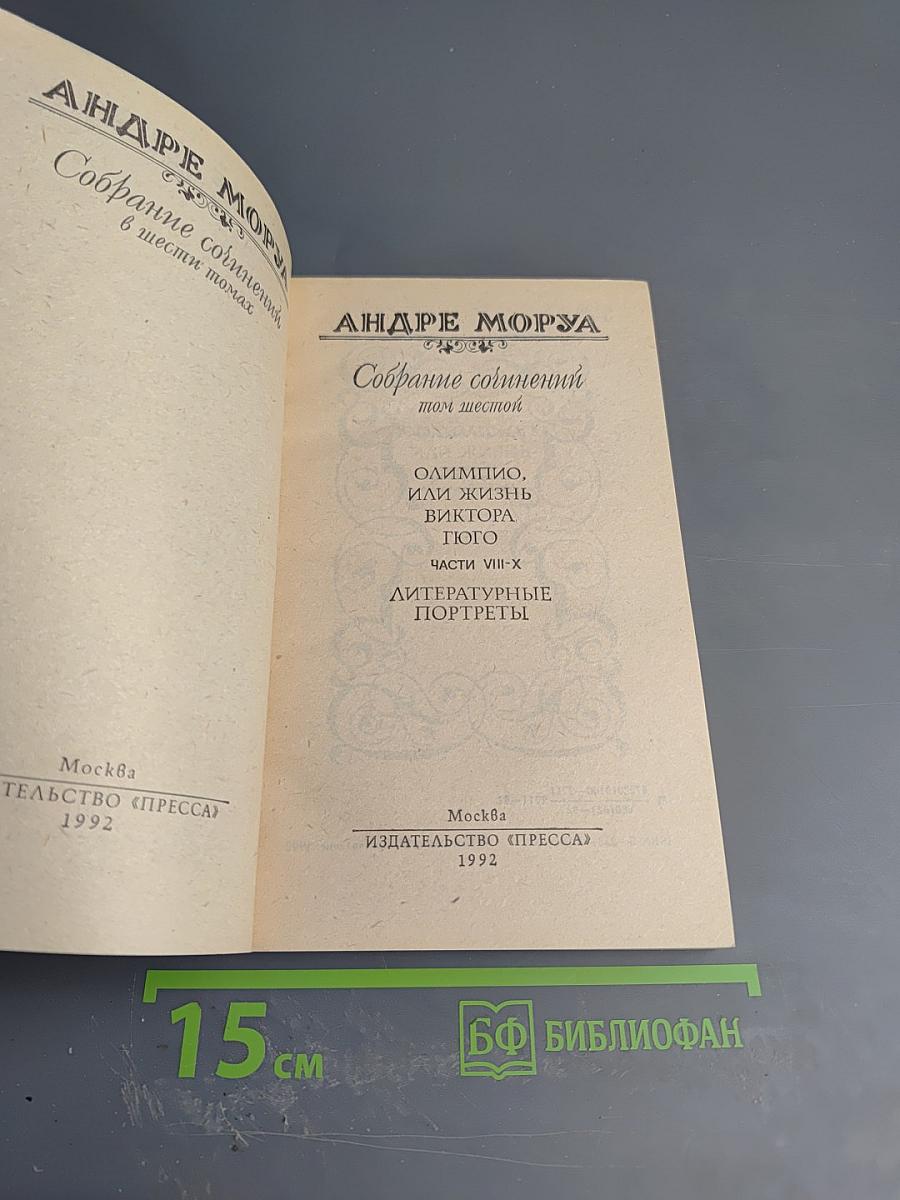 АНДРЕ МОРУА
Собрание сочинений
в шести томах
Москва
ТЕЛЬСТВО «ПРЕССА»
1992
АНДРЕ МОРУА
Собрание сочинений
том шестой
ОЛИМПИО,
ИЛИ ЖИЗНЬ
ВИКТОРА
ГЮГО
ЧАСТИ VIII-X
ЛИТЕРАТУРНЫЕ
ПОРТРЕТЫ
Москва
ИЗДАТЕЛЬСТВО «ПРЕССА»
1992
15 см
БФ БИБЛИОФАН